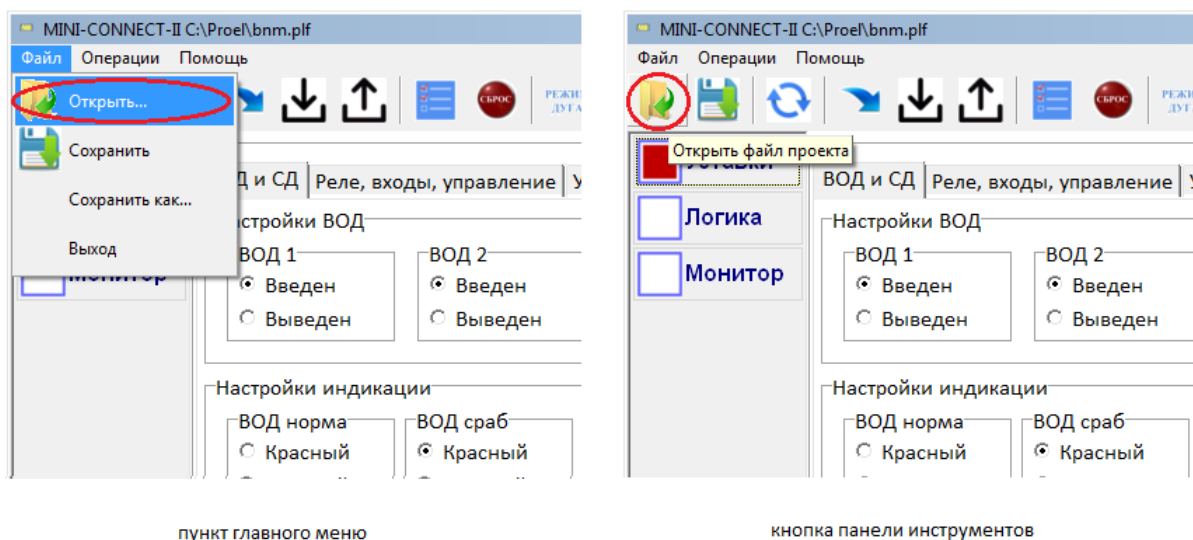 MINI-CONNECT-II C:\Proel\bnm.plf
Файл Операции Помощь
Открыть...
СБРОС
Сохранить
Сохранить как...
Выход
Монитор
Д и СД Реле, входы, управление
стройки ВОД
ВОД 1 ВОД 2
Введен Введен
Выведен Выведен
Настройки индикации
ВОД норма ВОД сраб
Красный Красный
пункт главного меню
MINI-CONNECT-II C:\Proel\bnm.plf
Файл Операции Помощь
СБРОС
Открыть файл проекта
Уставки
Логика
Монитор
ВОД и СД Реле, входы, управление
Настройки ВОД
ВОД 1 ВОД 2
Введен Введен
Выведен Выведен
Настройки индикации
ВОД норма ВОД сраб
Красный Красный
кнопка панели инструментов